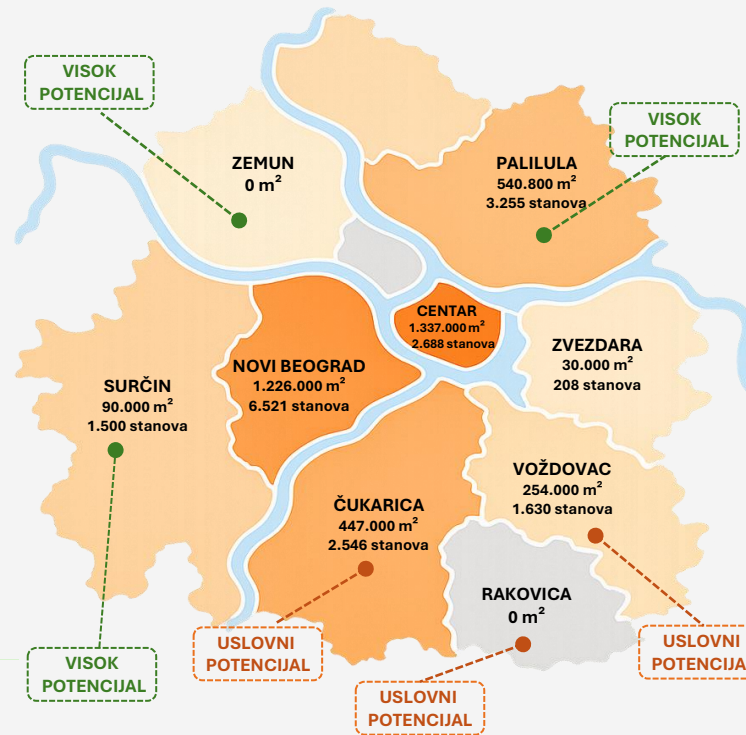 VISOK
POTENCIJAL
ZEMUN
0 m²
PALILULA
540.800 m²
3.255 stanova
VISOK
POTENCIJAL
CENTAR
1.337.000 m²
2.688 stanova
NOVI BEOGRAD
1.226.000 m²
6.521 stanova
ZVEZDARA
30.000 m²
208 stanova
SURČIN
90.000 m²
1.500 stanova
VOŽDOVAC
254.000 m²
1.630 stanova
ČUKARICA
447.000 m²
2.546 stanova
RAKOVICA
0 m²
VISOK
POTENCIJAL
USLOVNI
POTENCIJAL
USLOVNI
POTENCIJAL
USLOVNI
POTENCIJA